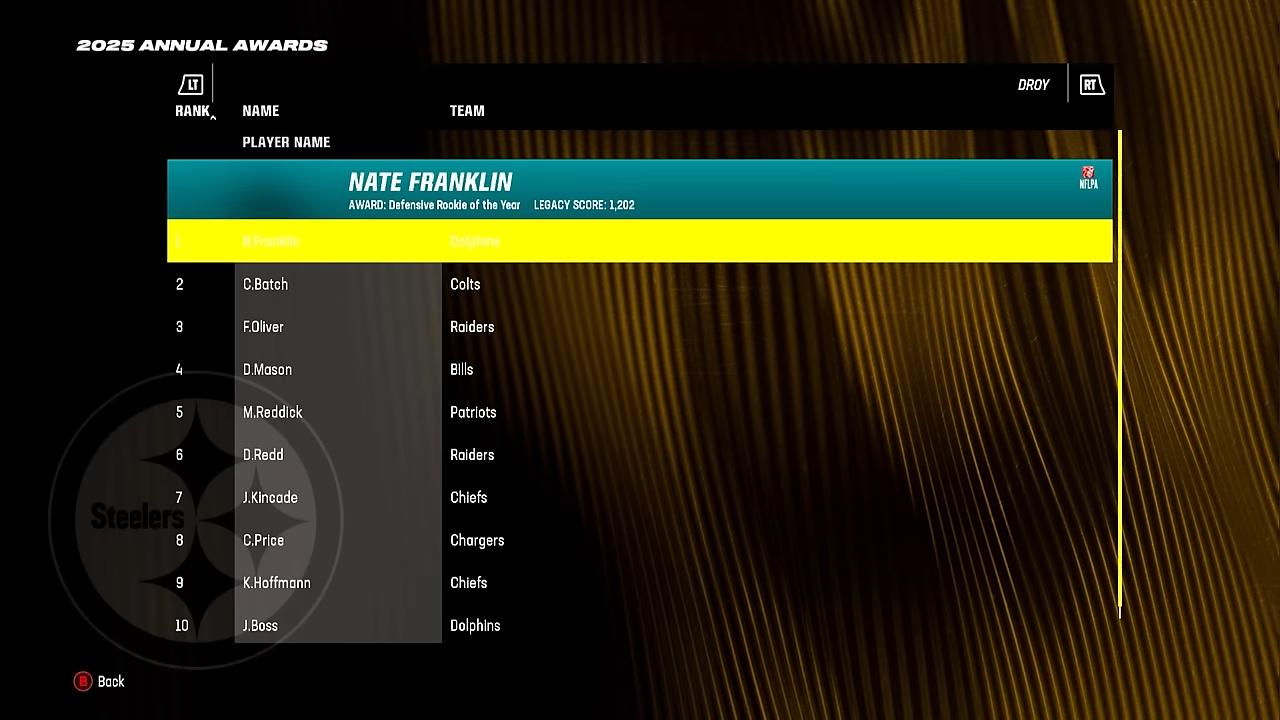 2025 ANNUAL AWARDS
LT DROY RT
RANK NAME TEAM
PLAYER NAME
NATE FRANKLIN
AWARD: Defensive Rookie of the Year LEGACY SCORE: 1,202
NFLPA
1 N.Franklin Dolphins
2 C.Batch Colts
3 F.Oliver Raiders
4 D.Mason Bills
5 M.Reddick Patriots
6 D.Redd Raiders
7 J.Kincade Chiefs
Steelers
8 C.Price Chargers
9 K.Hoffmann Chiefs
10 J.Boss Dolphins
B Back